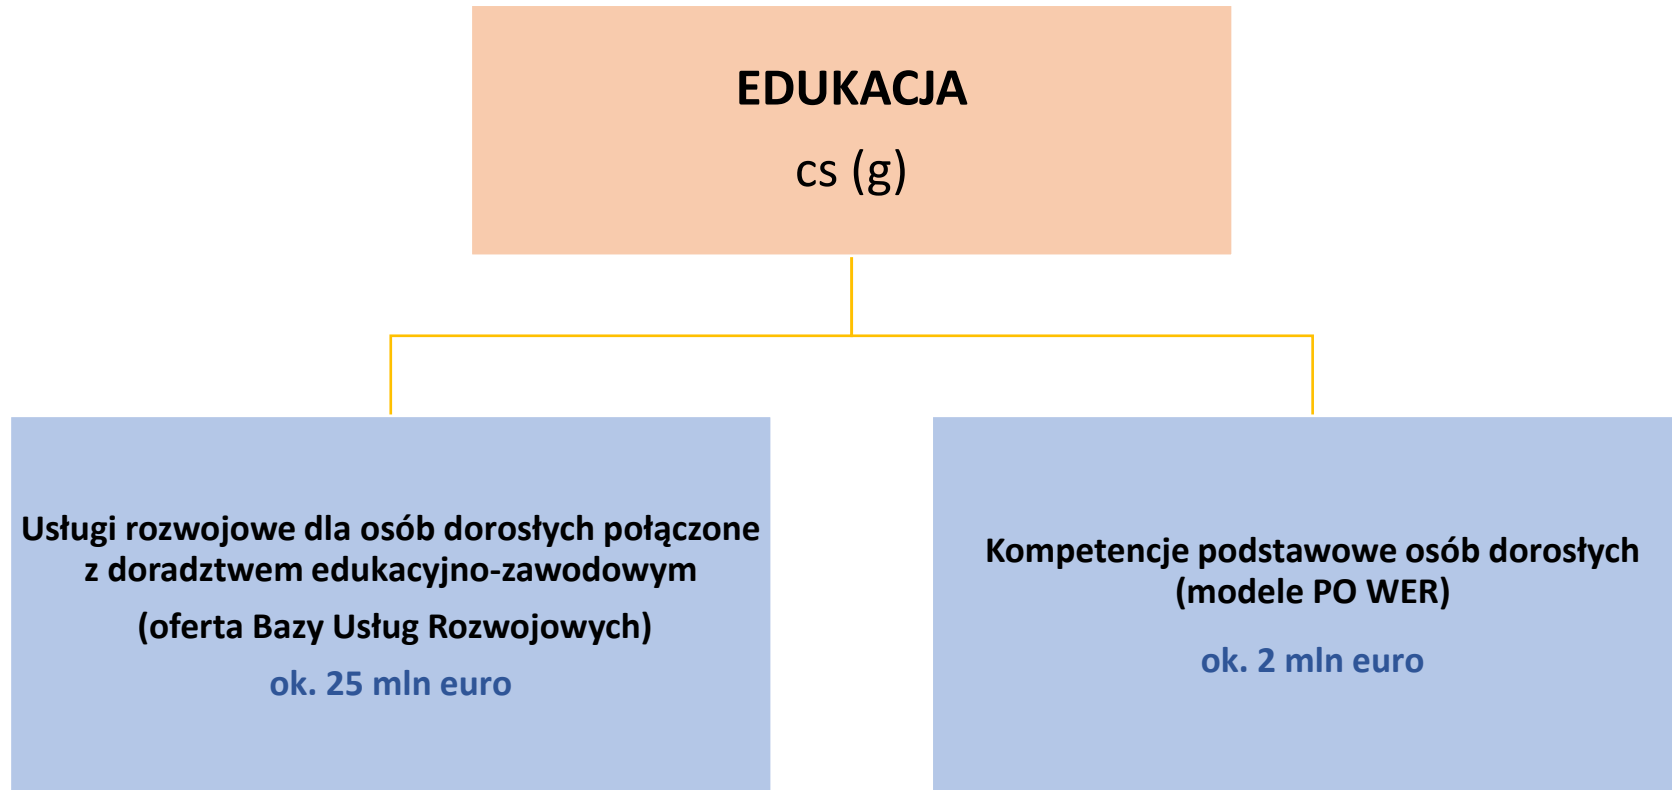 EDUKACJA
cs (g)
Usługi rozwojowe dla osób dorosłych połączone
z doradztwem edukacyjno-zawodowym
(oferta Bazy Usług Rozwojowych)
ok. 25 mln euro
Kompetencje podstawowe osób dorosłych
(modele PO WER)
ok. 2 mln euro